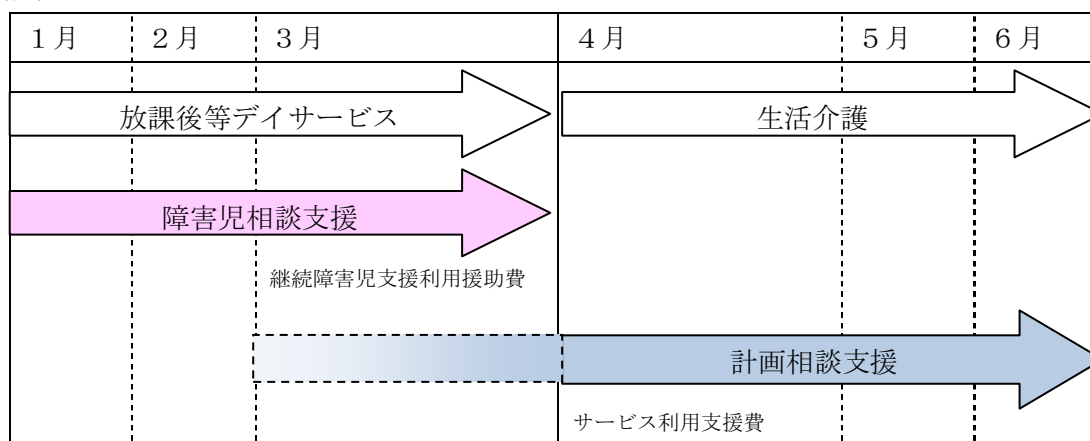 1月 2月 3月 4月 5月 6月
放課後等デイサービス 生活介護
障害児相談支援
継続障害児支援利用援助費
計画相談支援
サービス利用支援費